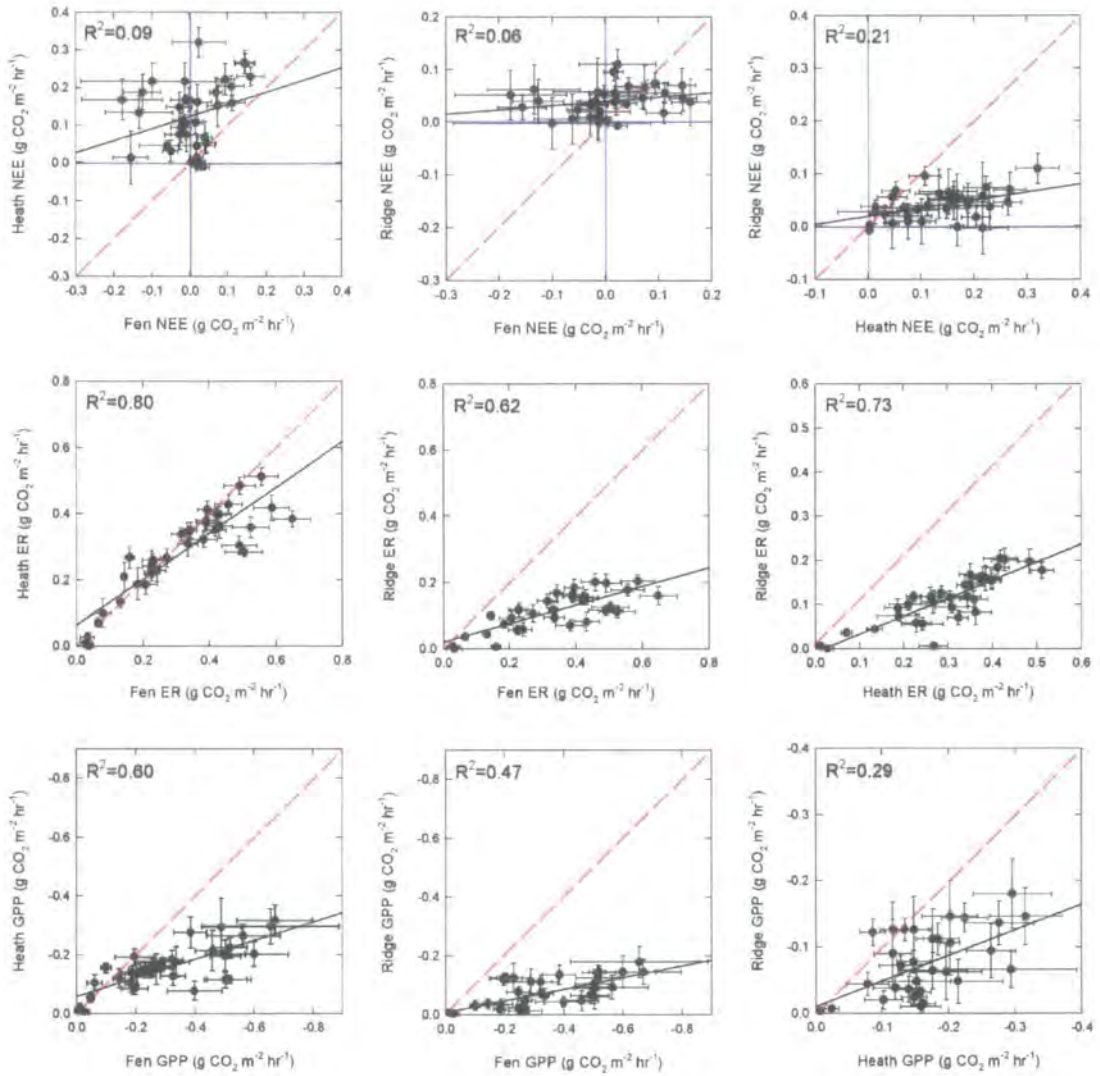 R²=0.09
0.4
0.3
0.2
0.1
0.0
0.1
0.2
0.3
-0.3 -0.2 -0.1 0.0 0.1 0.2 0.3 0.4
Heath NEE (g CO₂ m⁻² hr⁻¹)
Fen NEE (g CO₂ m⁻² hr⁻¹)
R²=0.06
0.2
0.1
0.0
-0.1
-0.2
-0.3
-0.3 -0.2 -0.1 0.0 0.1 0.2
Ridge NEE (g CO₂ m⁻² hr⁻¹)
Fen NEE (g CO₂ m⁻² hr⁻¹)
R²=0.21
0.4
0.3
0.2
0.1
0.0
-0.1
-0.1 0.0 0.1 0.2 0.3 0.4
Ridge NEE (g CO₂ m⁻² hr⁻¹)
Heath NEE (g CO₂ m⁻² hr⁻¹)
R²=0.80
0.8
0.6
0.4
0.2
0.0
0.0 0.2 0.4 0.6 0.8
Heath ER (g CO₂ m⁻² hr⁻¹)
Fen ER (g CO₂ m⁻² hr⁻¹)
R²=0.62
0.8
0.6
0.4
0.2
0.0
0.0 0.2 0.4 0.6 0.8
Ridge ER (g CO₂ m⁻² hr⁻¹)
Fen ER (g CO₂ m⁻² hr⁻¹)
R²=0.73
0.6
0.5
0.4
0.3
0.2
0.1
0.0
0.0 0.1 0.2 0.3 0.4 0.5 0.6
Ridge ER (g CO₂ m⁻² hr⁻¹)
Heath ER (g CO₂ m⁻² hr⁻¹)
R²=0.60
-0.8
-0.6
-0.4
-0.2
0.0
0.0 -0.2 -0.4 -0.6 -0.8
Heath GPP (g CO₂ m⁻² hr⁻¹)
Fen GPP (g CO₂ m⁻² hr⁻¹)
R²=0.47
-0.8
-0.6
-0.4
-0.2
0.0
0.0 -0.2 -0.4 -0.6 -0.8
Ridge GPP (g CO₂ m⁻² hr⁻¹)
Fen GPP (g CO₂ m⁻² hr⁻¹)
R²=0.29
-0.4
-0.3
-0.2
-0.1
0.0
0.0 -0.1 -0.2 -0.3 -0.4
Ridge GPP (g CO₂ m⁻² hr⁻¹)
Heath GPP (g CO₂ m⁻² hr⁻¹)